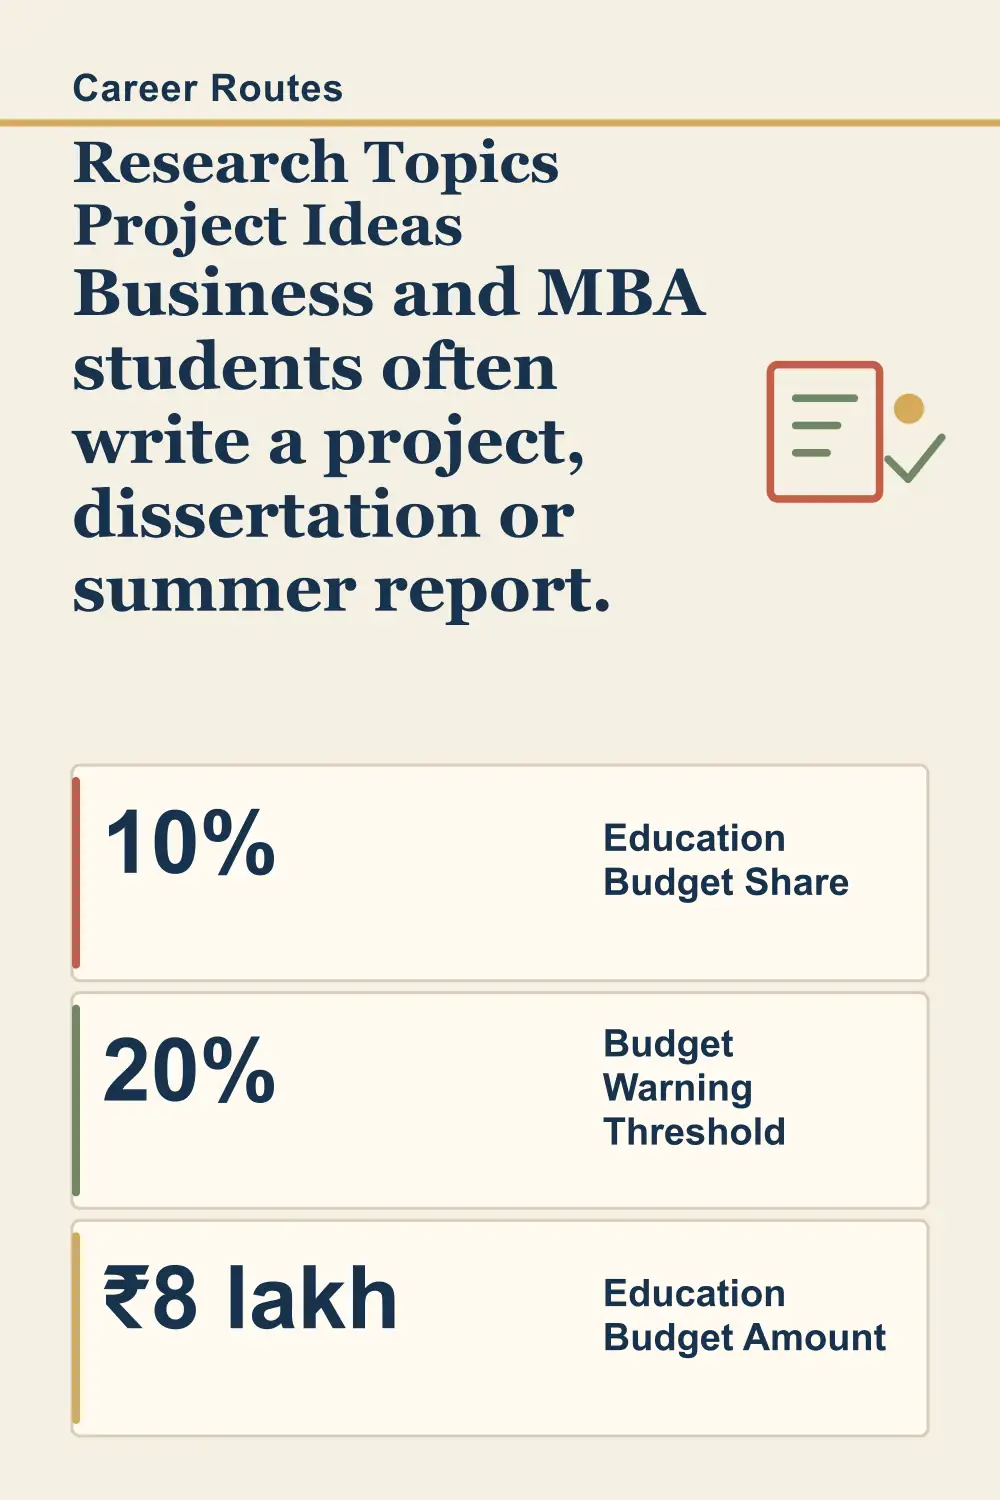 Career Routes
Research Topics
Project Ideas
Business and MBA
students often
write a project,
dissertation or
summer report.
10%
Education
Budget Share
20%
Budget
Warning
Threshold
₹8 lakh
Education
Budget Amount